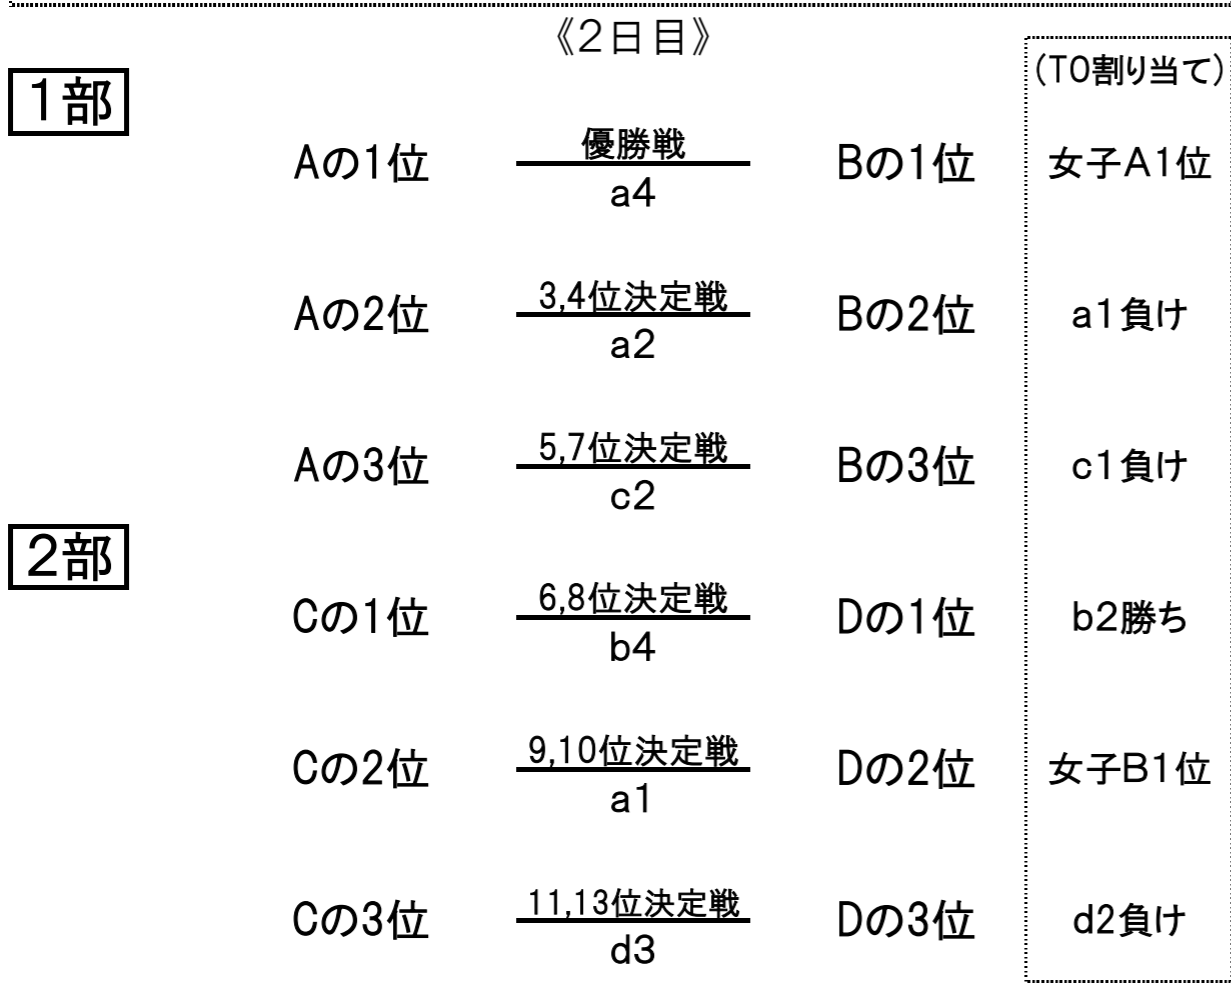 《2日目》
(TO割り当て)
1部
Aの1位 優勝戦 Bの1位 女子A1位
a4
Aの2位 3,4位決定戦 Bの2位 a1負け
a2
Aの3位 5,7位決定戦 Bの3位 c1負け
c2
2部
Cの1位 6,8位決定戦 Dの1位 b2勝ち
b4
Cの2位 9,10位決定戦 Dの2位 女子B1位
a1
Cの3位 11,13位決定戦 Dの3位 d2負け
d3